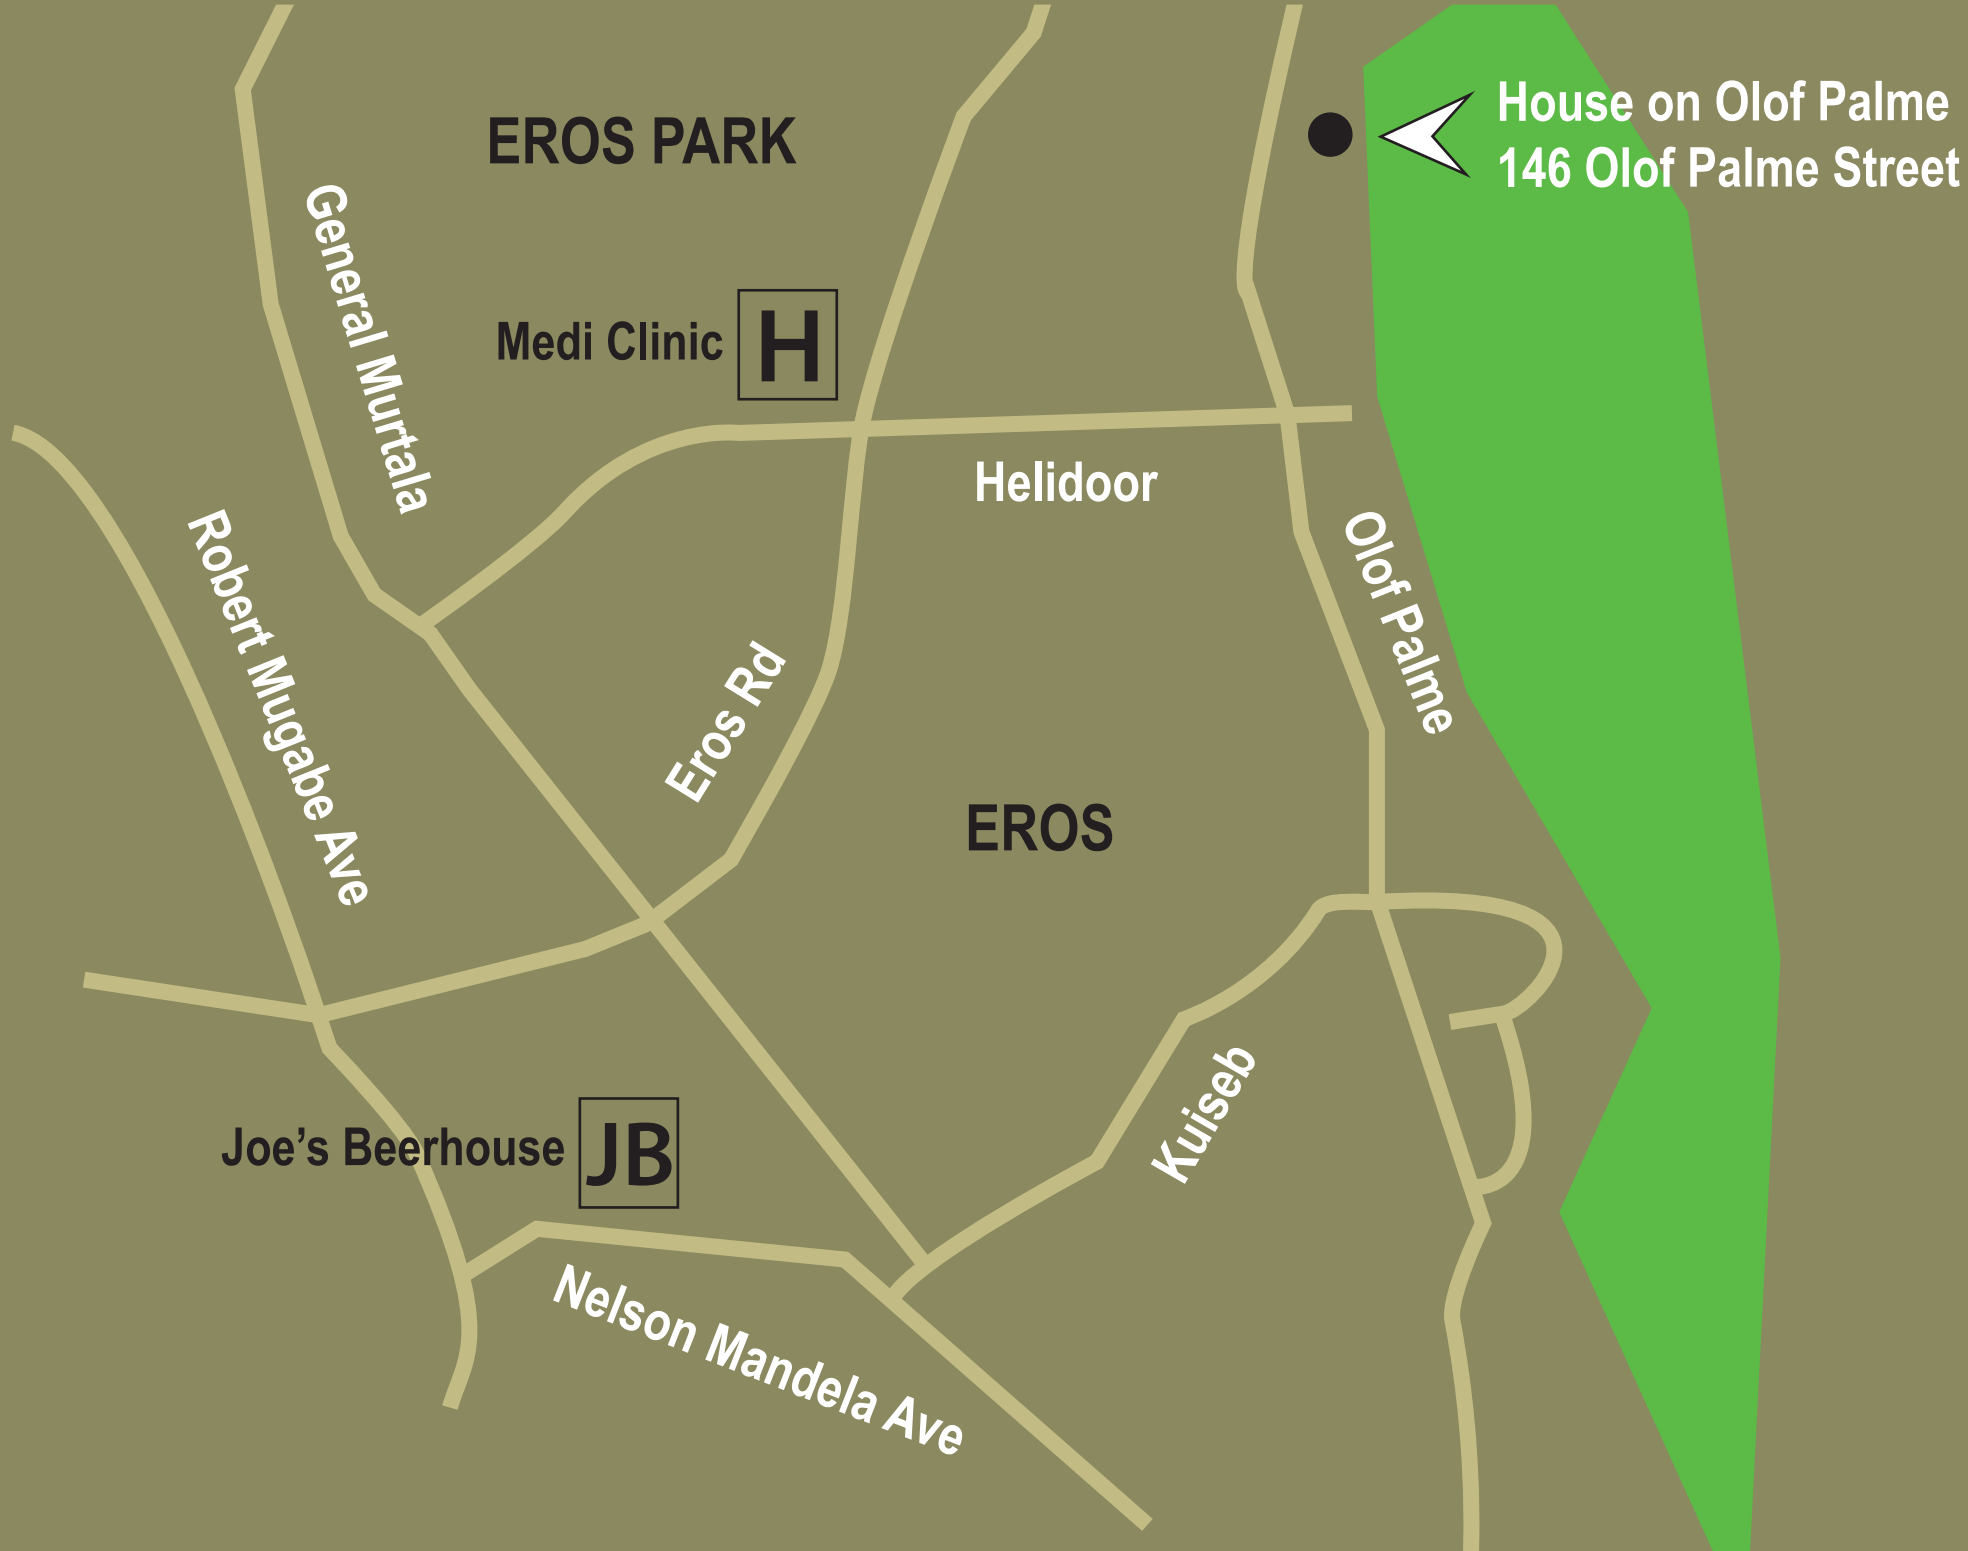 House on Olof Palme
146 Olof Palme Street
EROS PARK
General Murtala
Medi Clinic
H
Helidoor
Robert Mugabe Ave
Olof Palme
Eros Rd
EROS
Kuiseb
Joe’s Beerhouse
JB
Nelson Mandela Ave